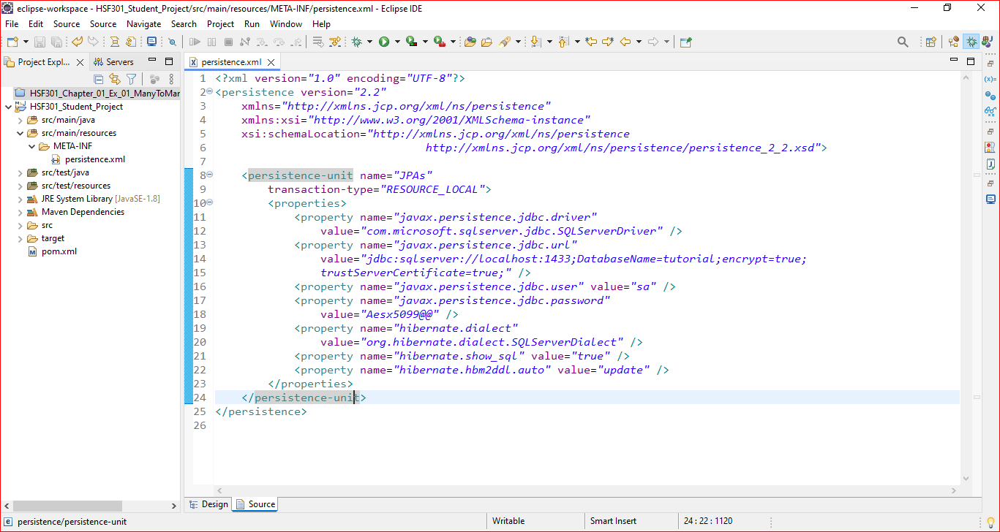 eclipse-workspace - HSF301_Student_Project/src/main/resources/META-INF/persistence.xml - Eclipse IDE
File Edit Source Source Navigate Search Project Run Window Help
Project Expl... Servers
persistence.xml
HSF301_Chapter_01_Ex_01_ManyToMar
HSF301_Student_Project
src/main/java
src/main/resources
META-INF
persistence.xml
src/test/java
src/test/resources
JRE System Library [JavaSE-1.8]
Maven Dependencies
src
target
pom.xml
1 <?xml version="1.0" encoding="UTF-8"?>
2 <persistence version="2.2"
3 xmlns="http://xmlns.jcp.org/xml/ns/persistence"
4 xmlns:xsi="http://www.w3.org/2001/XMLSchema-instance"
5 xsi:schemaLocation="http://xmlns.jcp.org/xml/ns/persistence
6 http://xmlns.jcp.org/xml/ns/persistence/persistence_2_2.xsd">
7
8 <persistence-unit name="JPAs"
9 transaction-type="RESOURCE_LOCAL">
10 <properties>
11 <property name="javax.persistence.jdbc.driver"
12 value="com.microsoft.sqlserver.jdbc.SQLServerDriver" />
13 <property name="javax.persistence.jdbc.url"
14 value="jdbc:sqlserver://localhost:1433;DatabaseName=tutorial;encrypt=true;
15 trustServerCertificate=true;" />
16 <property name="javax.persistence.jdbc.user" value="sa" />
17 <property name="javax.persistence.jdbc.password"
18 value="Aesx5099@@" />
19 <property name="hibernate.dialect"
20 value="org.hibernate.dialect.SQLServerDialect" />
21 <property name="hibernate.show_sql" value="true" />
22 <property name="hibernate.hbm2ddl.auto" value="update" />
23 </properties>
24 </persistence-unit>
25 </persistence>
26
Design Source
persistence/persistence-unit Writable Smart Insert 24 : 22 : 1120